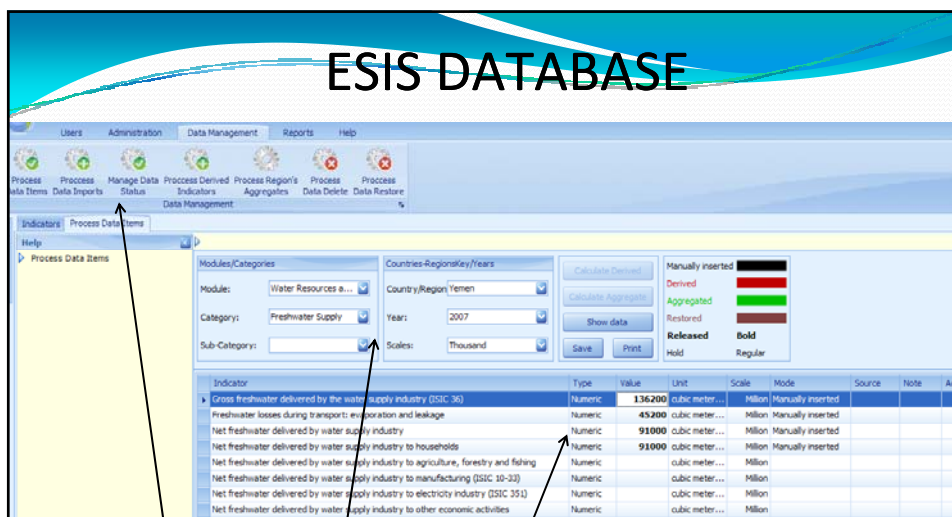 ESIS DATABASE
Users Administration Data Management Reports Help
Process Data Items
Proccess Data Imports
Manage Data Status
Proccess Derived Indicators
Process Region's Aggregates
Process Data Delete
Proccess Data Restore
Data Management
Indicators Process Data Items
Help
Process Data Items
Modules/Categories
Module: Water Resources a...
Category: Freshwater Supply
Sub-Category:
Countries-RegionsKey/Years
Country/Region Yemen
Year: 2007
Scales: Thousand
Calculate Derived
Calculate Aggregate
Show data
Save Print
Manually inserted
Derived
Aggregated
Restored
Released Bold
Hold Regular
Indicator Type Value Unit Scale Mode Source Note
Gross freshwater delivered by the water supply industry (ISIC 36) Numeric 136200 cubic meter... Million Manually inserted
Freshwater losses during transport: evaporation and leakage Numeric 45200 cubic meter... Million Manually inserted
Net freshwater delivered by water supply industry Numeric 91000 cubic meter... Million Manually inserted
Net freshwater delivered by water supply industry to households Numeric 91000 cubic meter... Million Manually inserted
Net freshwater delivered by water supply industry to agriculture, forestry and fishing Numeric cubic meter... Million
Net freshwater delivered by water supply industry to manufacturing (ISIC 10-33) Numeric cubic meter... Million
Net freshwater delivered by water supply industry to electricity industry (ISIC 351) Numeric cubic meter... Million
Net freshwater delivered by water supply industry to other economic activities Numeric cubic meter... Million